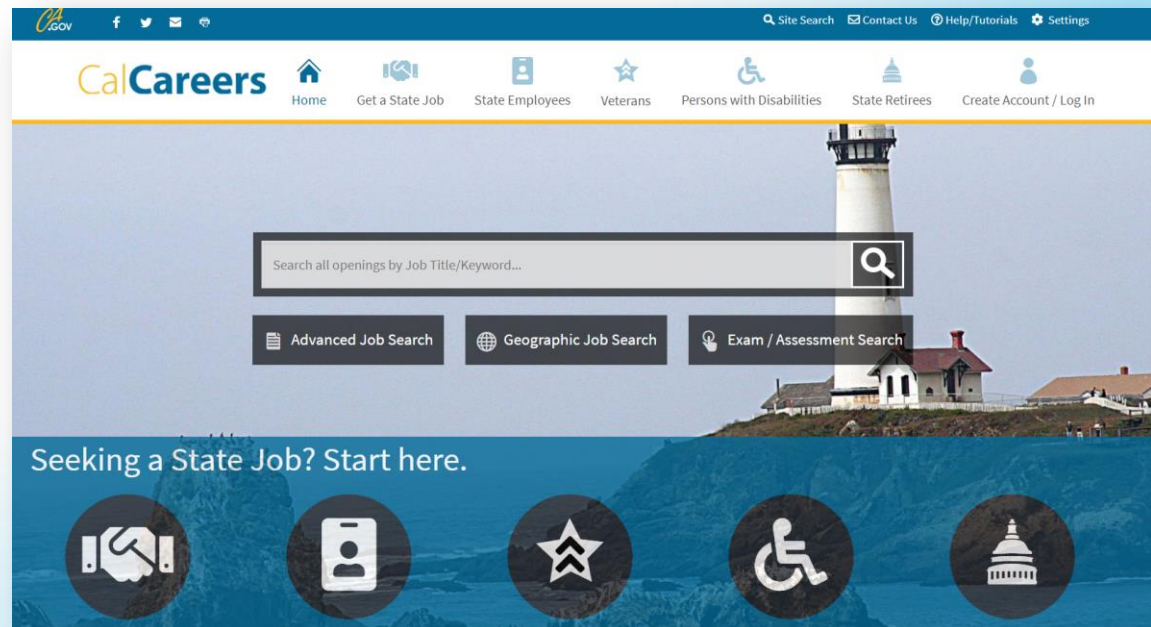 CA.GOV
Site Search Contact Us Help/Tutorials Settings
CalCareers
Home Get a State Job State Employees Veterans Persons with Disabilities State Retirees Create Account / Log In
Search all openings by Job Title/Keyword...
Advanced Job Search Geographic Job Search Exam / Assessment Search
Seeking a State Job? Start here.